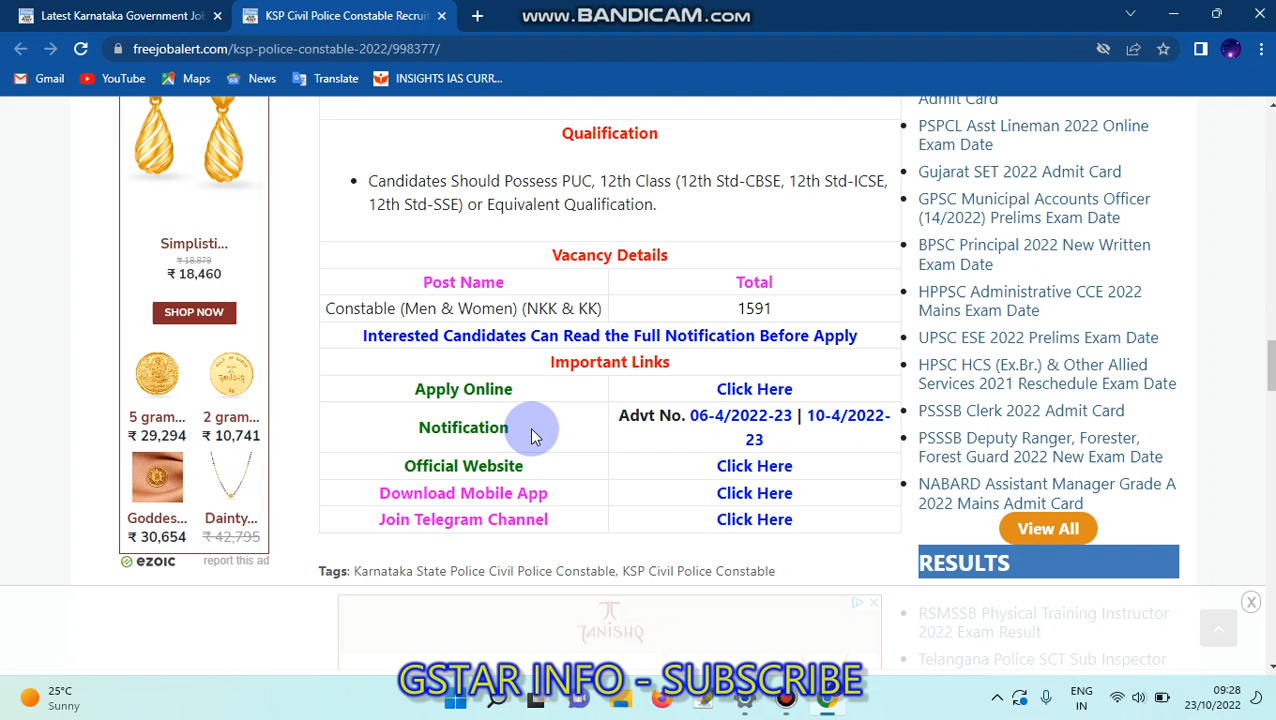 Latest Karnataka Government Jo
KSP Civil Police Constable Recruit
www.BANDICAM.com
freejobalert.com/ksp-police-constable-2022/998377/
Gmail
YouTube
Maps
News
Translate
INSIGHTS IAS CURR...
Simplisti...
₹ 18,879
₹ 18,460
SHOP NOW
5 gram...
2 gram...
₹ 29,294
₹ 10,741
Goddes...
Dainty...
₹ 30,654
₹ 42,795
ezoic
report this ad
Qualification
Candidates Should Possess PUC, 12th Class (12th Std-CBSE, 12th Std-ICSE,
12th Std-SSE) or Equivalent Qualification.
Vacancy Details
Post Name
Total
Constable (Men & Women) (NKK & KK)
1591
Interested Candidates Can Read the Full Notification Before Apply
Important Links
Apply Online
Click Here
Notification
Advt No. 06-4/2022-23 | 10-4/2022-
23
Official Website
Click Here
Download Mobile App
Click Here
Join Telegram Channel
Click Here
Tags: Karnataka State Police Civil Police Constable, KSP Civil Police Constable
TANISHQ
Admit Card
PSPCL Asst Lineman 2022 Online
Exam Date
Gujarat SET 2022 Admit Card
GPSC Municipal Accounts Officer
(14/2022) Prelims Exam Date
BPSC Principal 2022 New Written
Exam Date
HPPSC Administrative CCE 2022
Mains Exam Date
UPSC ESE 2022 Prelims Exam Date
HPSC HCS (Ex.Br.) & Other Allied
Services 2021 Reschedule Exam Date
PSSSB Clerk 2022 Admit Card
PSSSB Deputy Ranger, Forester,
Forest Guard 2022 New Exam Date
NABARD Assistant Manager Grade A
2022 Mains Admit Card
View All
RESULTS
RSMSSB Physical Training Instructor
2022 Exam Result
Telangana Police SCT Sub Inspector
GSTAR INFO - SUBSCRIBE
25°C
Sunny
ENG
IN
09:28
23/10/2022